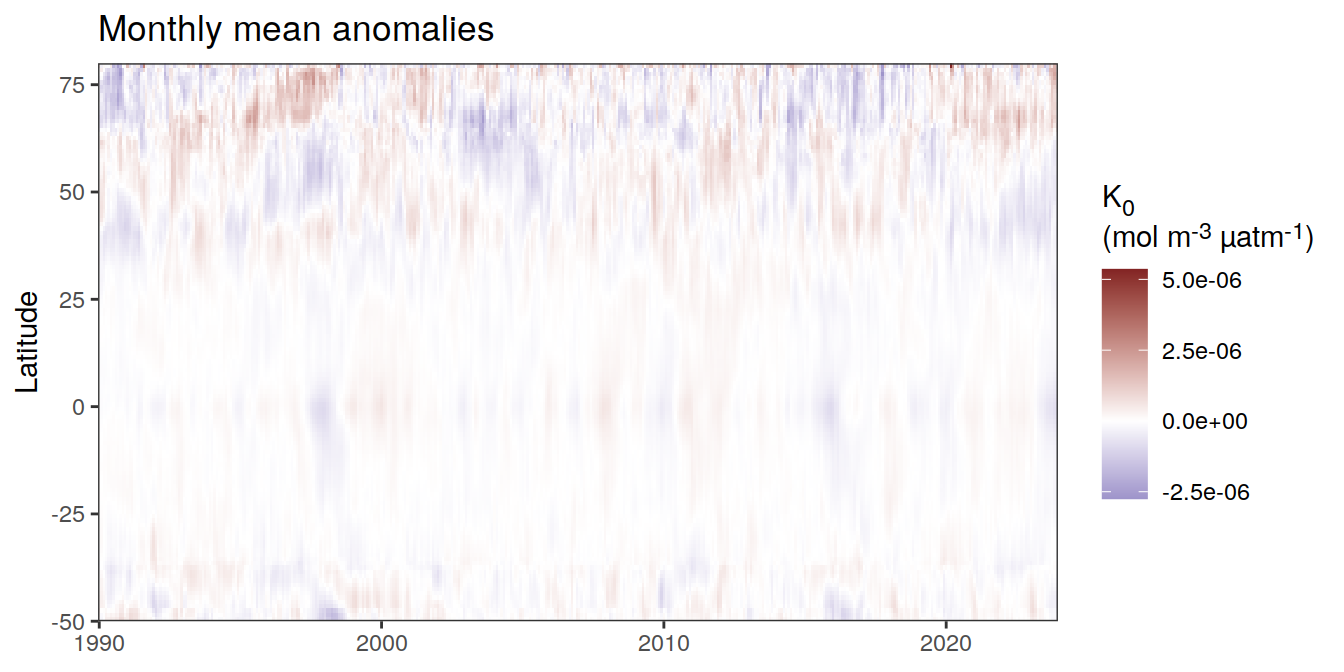 Monthly mean anomalies
75
50
25
0
-25
-50
Latitude
1990 2000 2010 2020
K₀
(mol m⁻³ µatm⁻¹)
5.0e-06
2.5e-06
0.0e+00
-2.5e-06